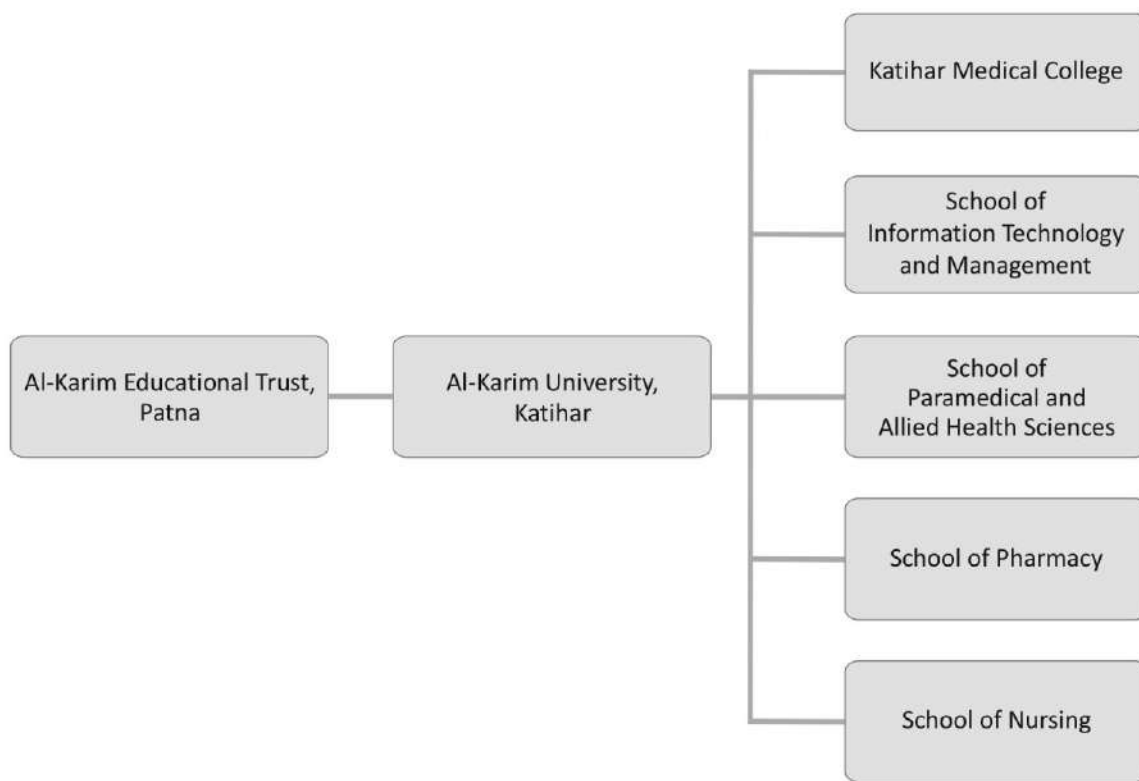 Katihar Medical College
School of
Information Technology
and Management
Al-Karim Educational Trust,
Patna
Al-Karim University,
Katihar
School of
Paramedical and
Allied Health Sciences
School of Pharmacy
School of Nursing